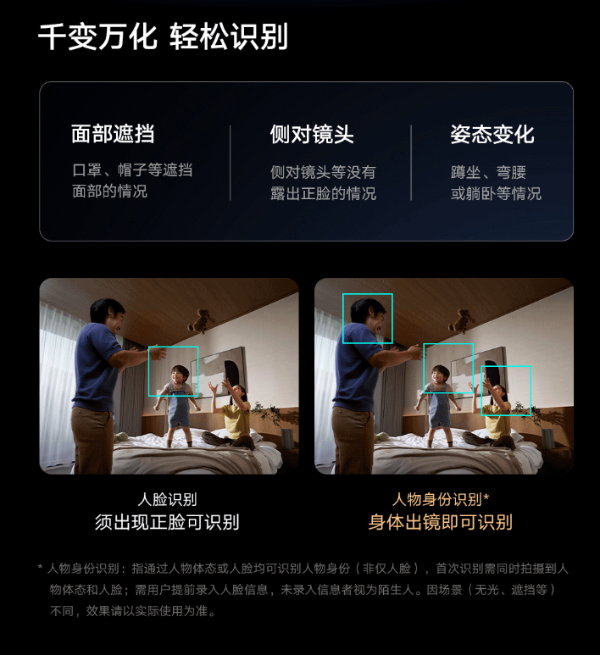 千变万化 轻松识别
面部遮挡
口罩、帽子等遮挡
面部的情况
侧对镜头
侧对镜头等没有
露出正脸的情况
姿态变化
蹲坐、弯腰
或躺卧等情况
人脸识别
须出现正脸可识别
人物身份识别*
身体出镜即可识别
* 人物身份识别：指通过人物体态或人脸均可识别人物身份（非仅人脸），首次识别需同时拍摄到人
物体态和人脸；需用户提前录入人脸信息，未录入信息者视为陌生人。因场景（无光、遮挡等）
不同，效果请以实际使用为准。